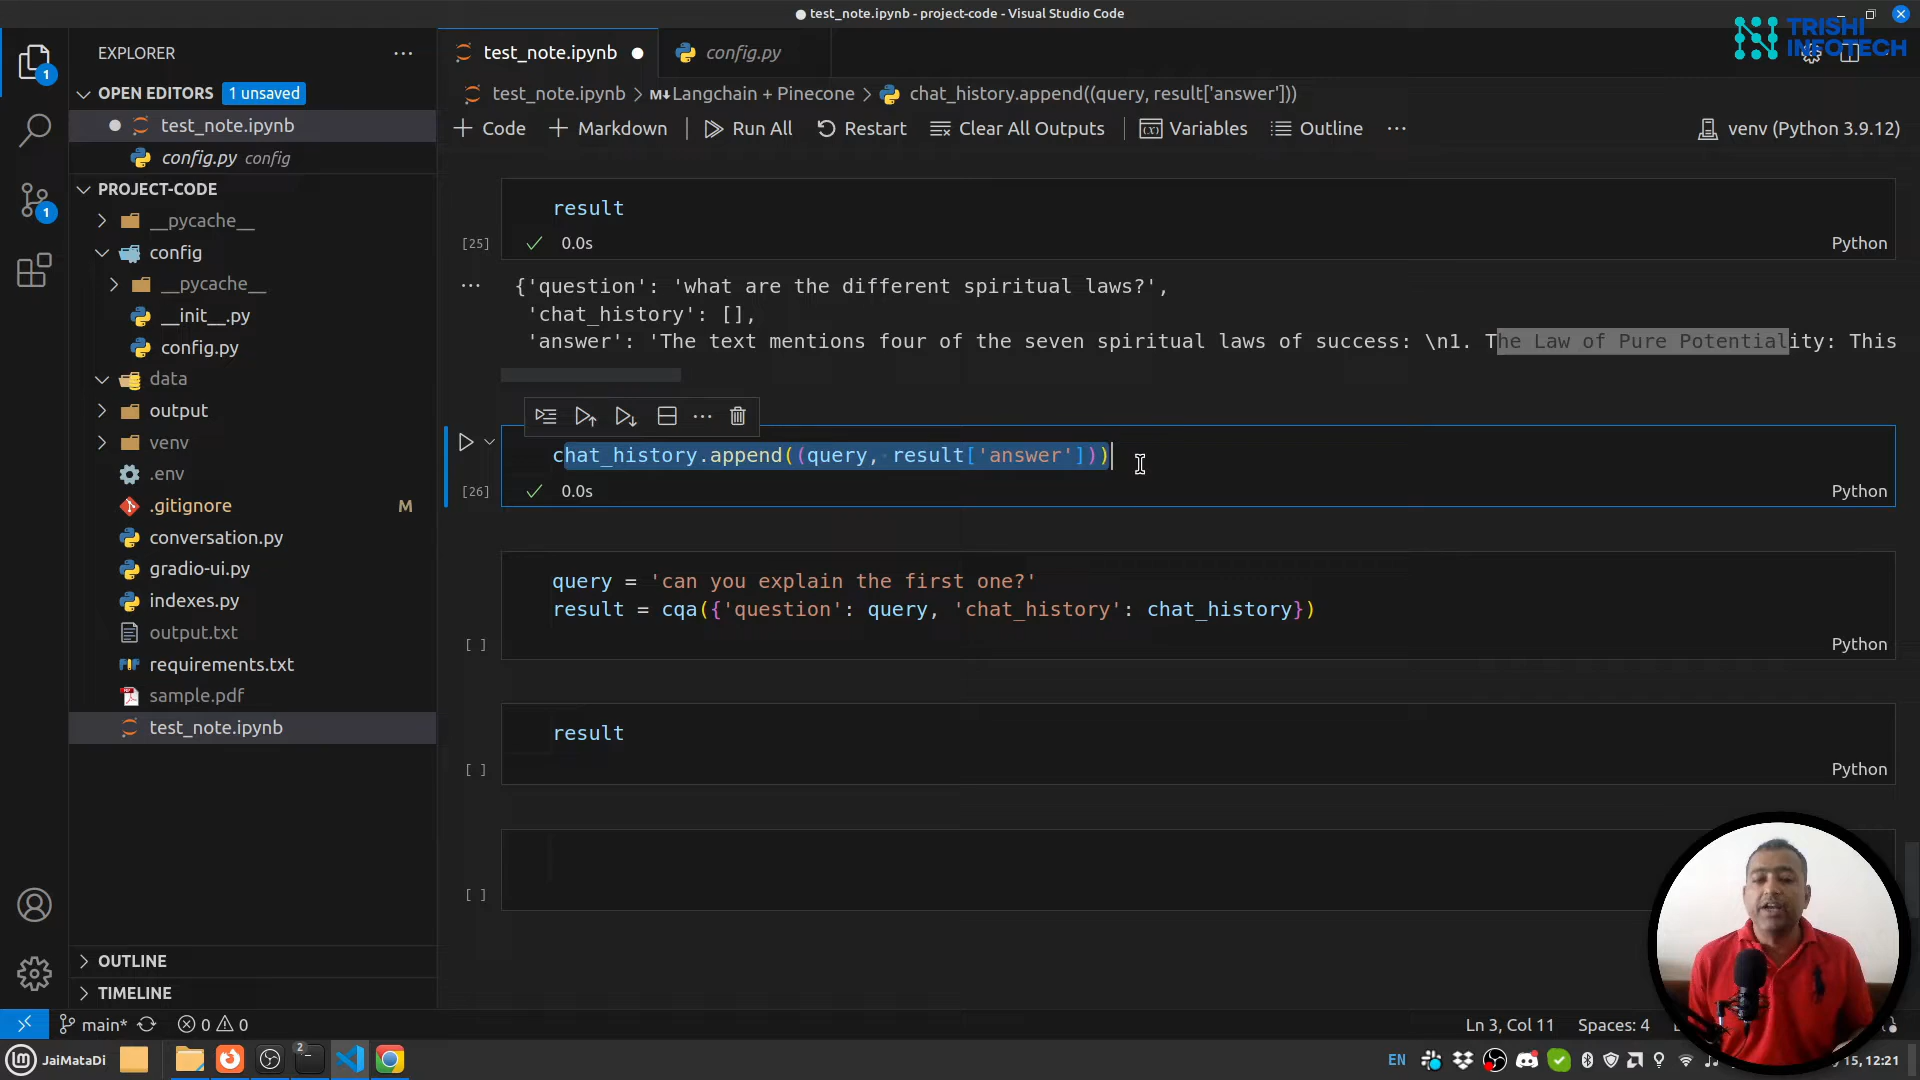 test_note.ipynb - project-code - Visual Studio Code
TRISHI
INFOTECH
EXPLORER
OPEN EDITORS 1 unsaved
test_note.ipynb
config.py config
PROJECT-CODE
__pycache__
config
__pycache__
__init__.py
config.py
data
output
venv
.env
.gitignore M
conversation.py
gradio-ui.py
indexes.py
output.txt
requirements.txt
sample.pdf
test_note.ipynb
OUTLINE
TIMELINE
1
1
test_note.ipynb
config.py
test_note.ipynb > M Langchain + Pinecone > chat_history.append((query, result['answer']))
+ Code + Markdown | Run All Restart Clear All Outputs | Variables Outline ...
venv (Python 3.9.12)
result
[25] 0.0s Python
{'question': 'what are the different spiritual laws?',
'chat_history': [],
'answer': 'The text mentions four of the seven spiritual laws of success: \n1. The Law of Pure Potentiality: This
chat_history.append((query, result['answer']))
[26] 0.0s Python
query = 'can you explain the first one?'
result = cqa({'question': query, 'chat_history': chat_history})
[ ] Python
result
[ ] Python
[ ]
main* 0 0
Ln 3, Col 11 Spaces: 4
JaiMataDi
2
EN
15, 12:21